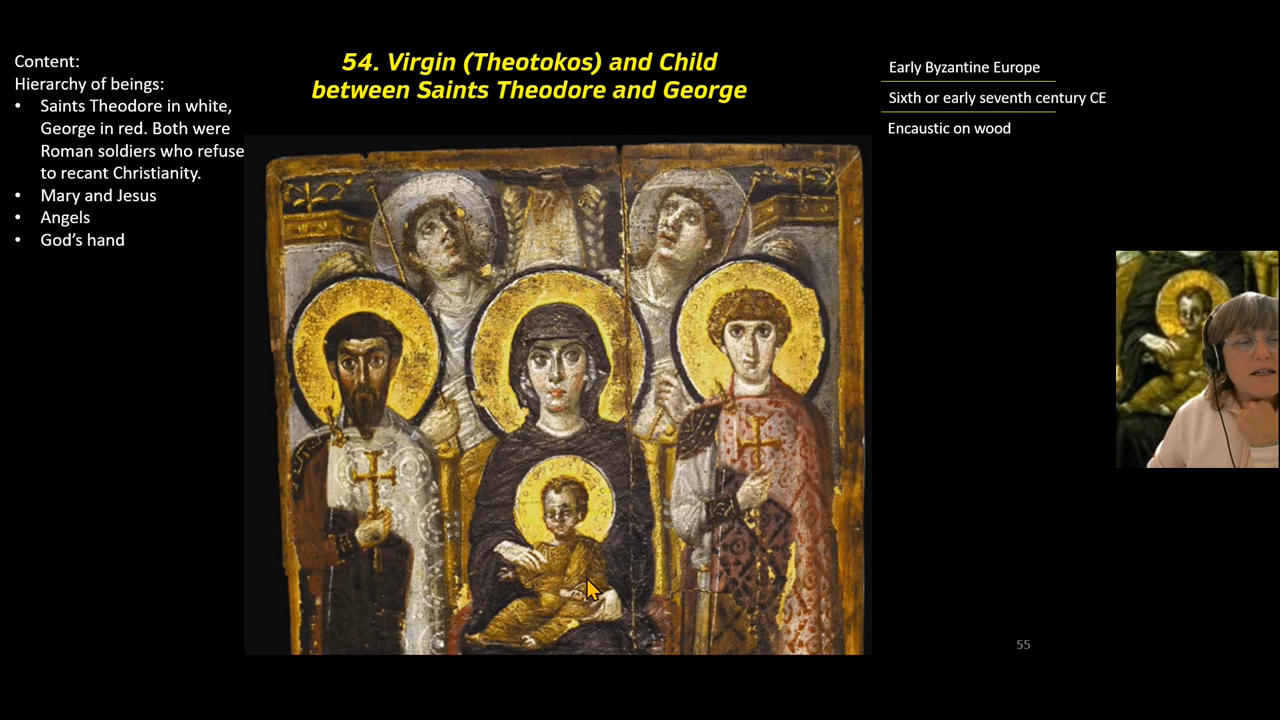 Content:
Hierarchy of beings:
• Saints Theodore in white,
George in red. Both were
Roman soldiers who refuse
to recant Christianity.
• Mary and Jesus
• Angels
• God's hand
54. Virgin (Theotokos) and Child
between Saints Theodore and George
Early Byzantine Europe
Sixth or early seventh century CE
Encaustic on wood
55